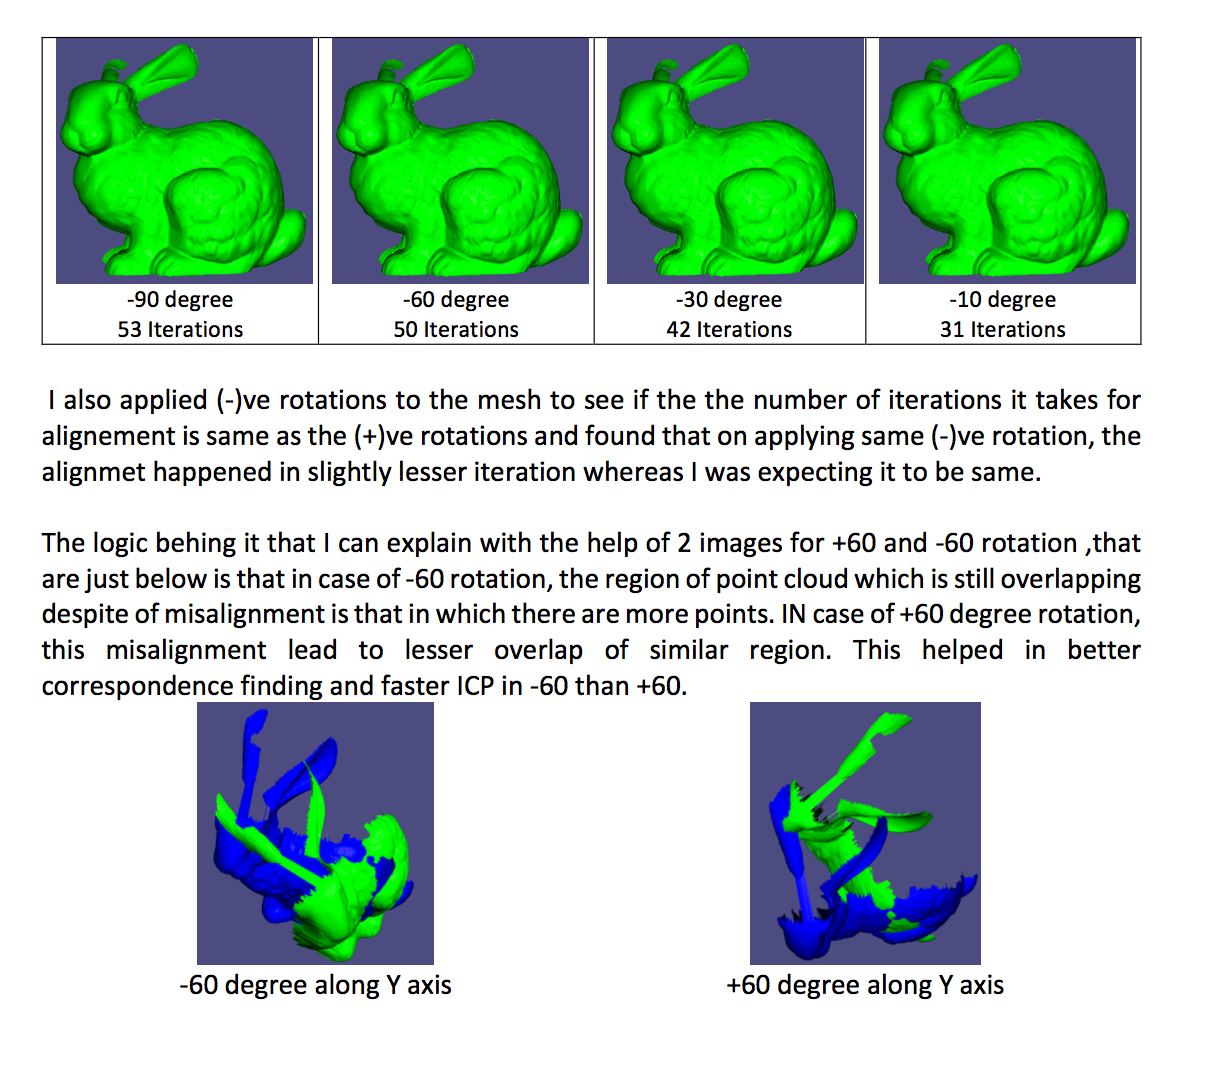 -90 degree
53 Iterations
-60 degree
50 Iterations
-30 degree
42 Iterations
-10 degree
31 Iterations
I also applied (-)ve rotations to the mesh to see if the the number of iterations it takes for
alignement is same as the (+)ve rotations and found that on applying same (-)ve rotation, the
alignmet happened in slightly lesser iteration whereas I was expecting it to be same.
The logic behing it that I can explain with the help of 2 images for +60 and -60 rotation ,that
are just below is that in case of -60 rotation, the region of point cloud which is still overlapping
despite of misalignment is that in which there are more points. IN case of +60 degree rotation,
this misalignment lead to lesser overlap of similar region. This helped in better
correspondence finding and faster ICP in -60 than +60.
-60 degree along Y axis
+60 degree along Y axis